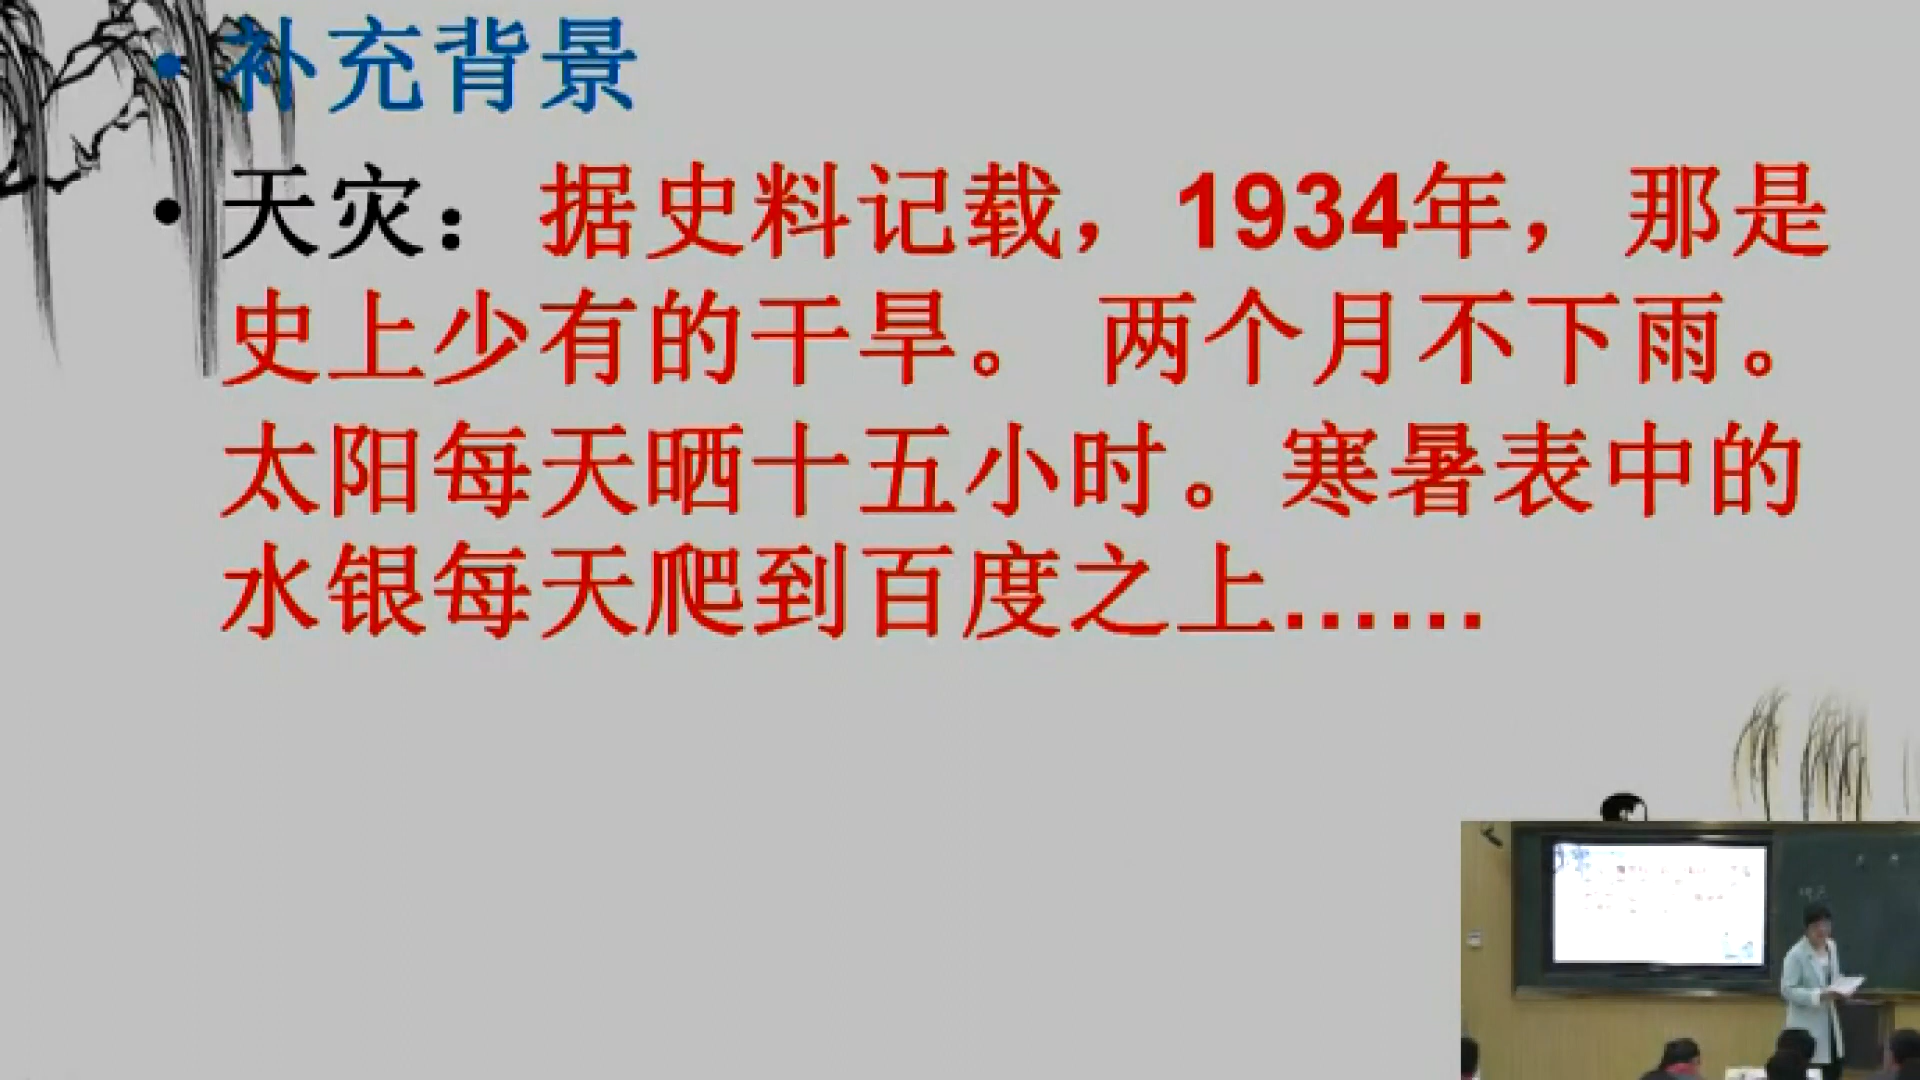 • 补充背景
• 天灾：据史料记载，1934年，那是
史上少有的干旱。 两个月不下雨。
太阳每天晒十五小时。寒暑表中的
水银每天爬到百度之上......